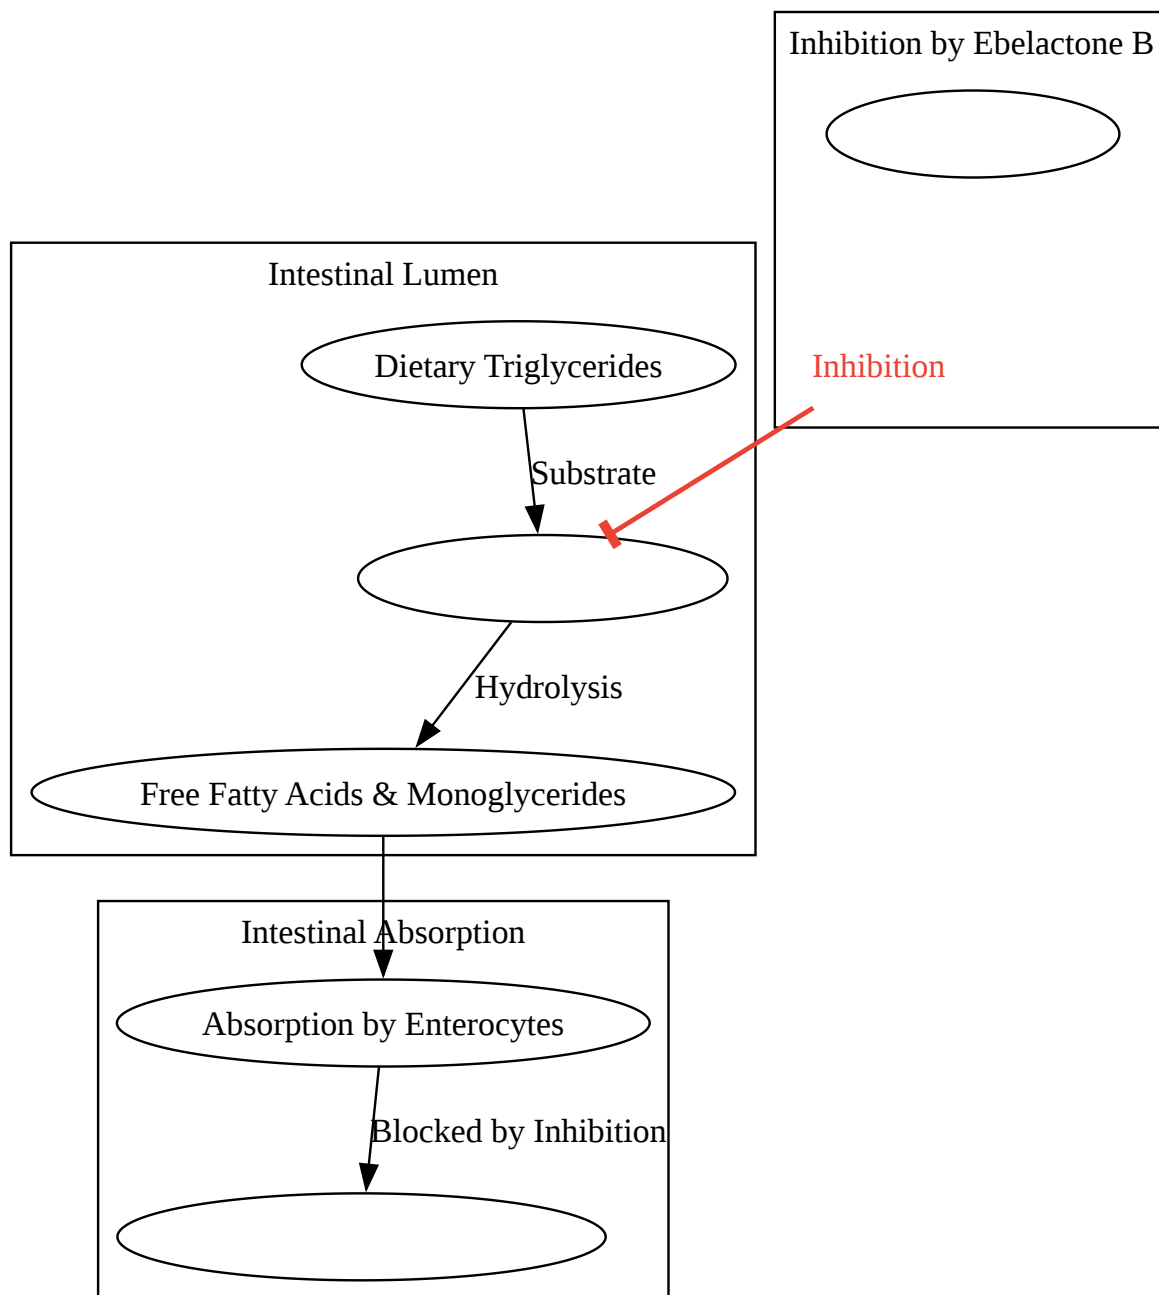 Inhibition by Ebelactone B
Intestinal Lumen
Dietary Triglycerides
Inhibition
Substrate
Hydrolysis
Free Fatty Acids & Monoglycerides
Intestinal Absorption
Absorption by Enterocytes
Blocked by Inhibition